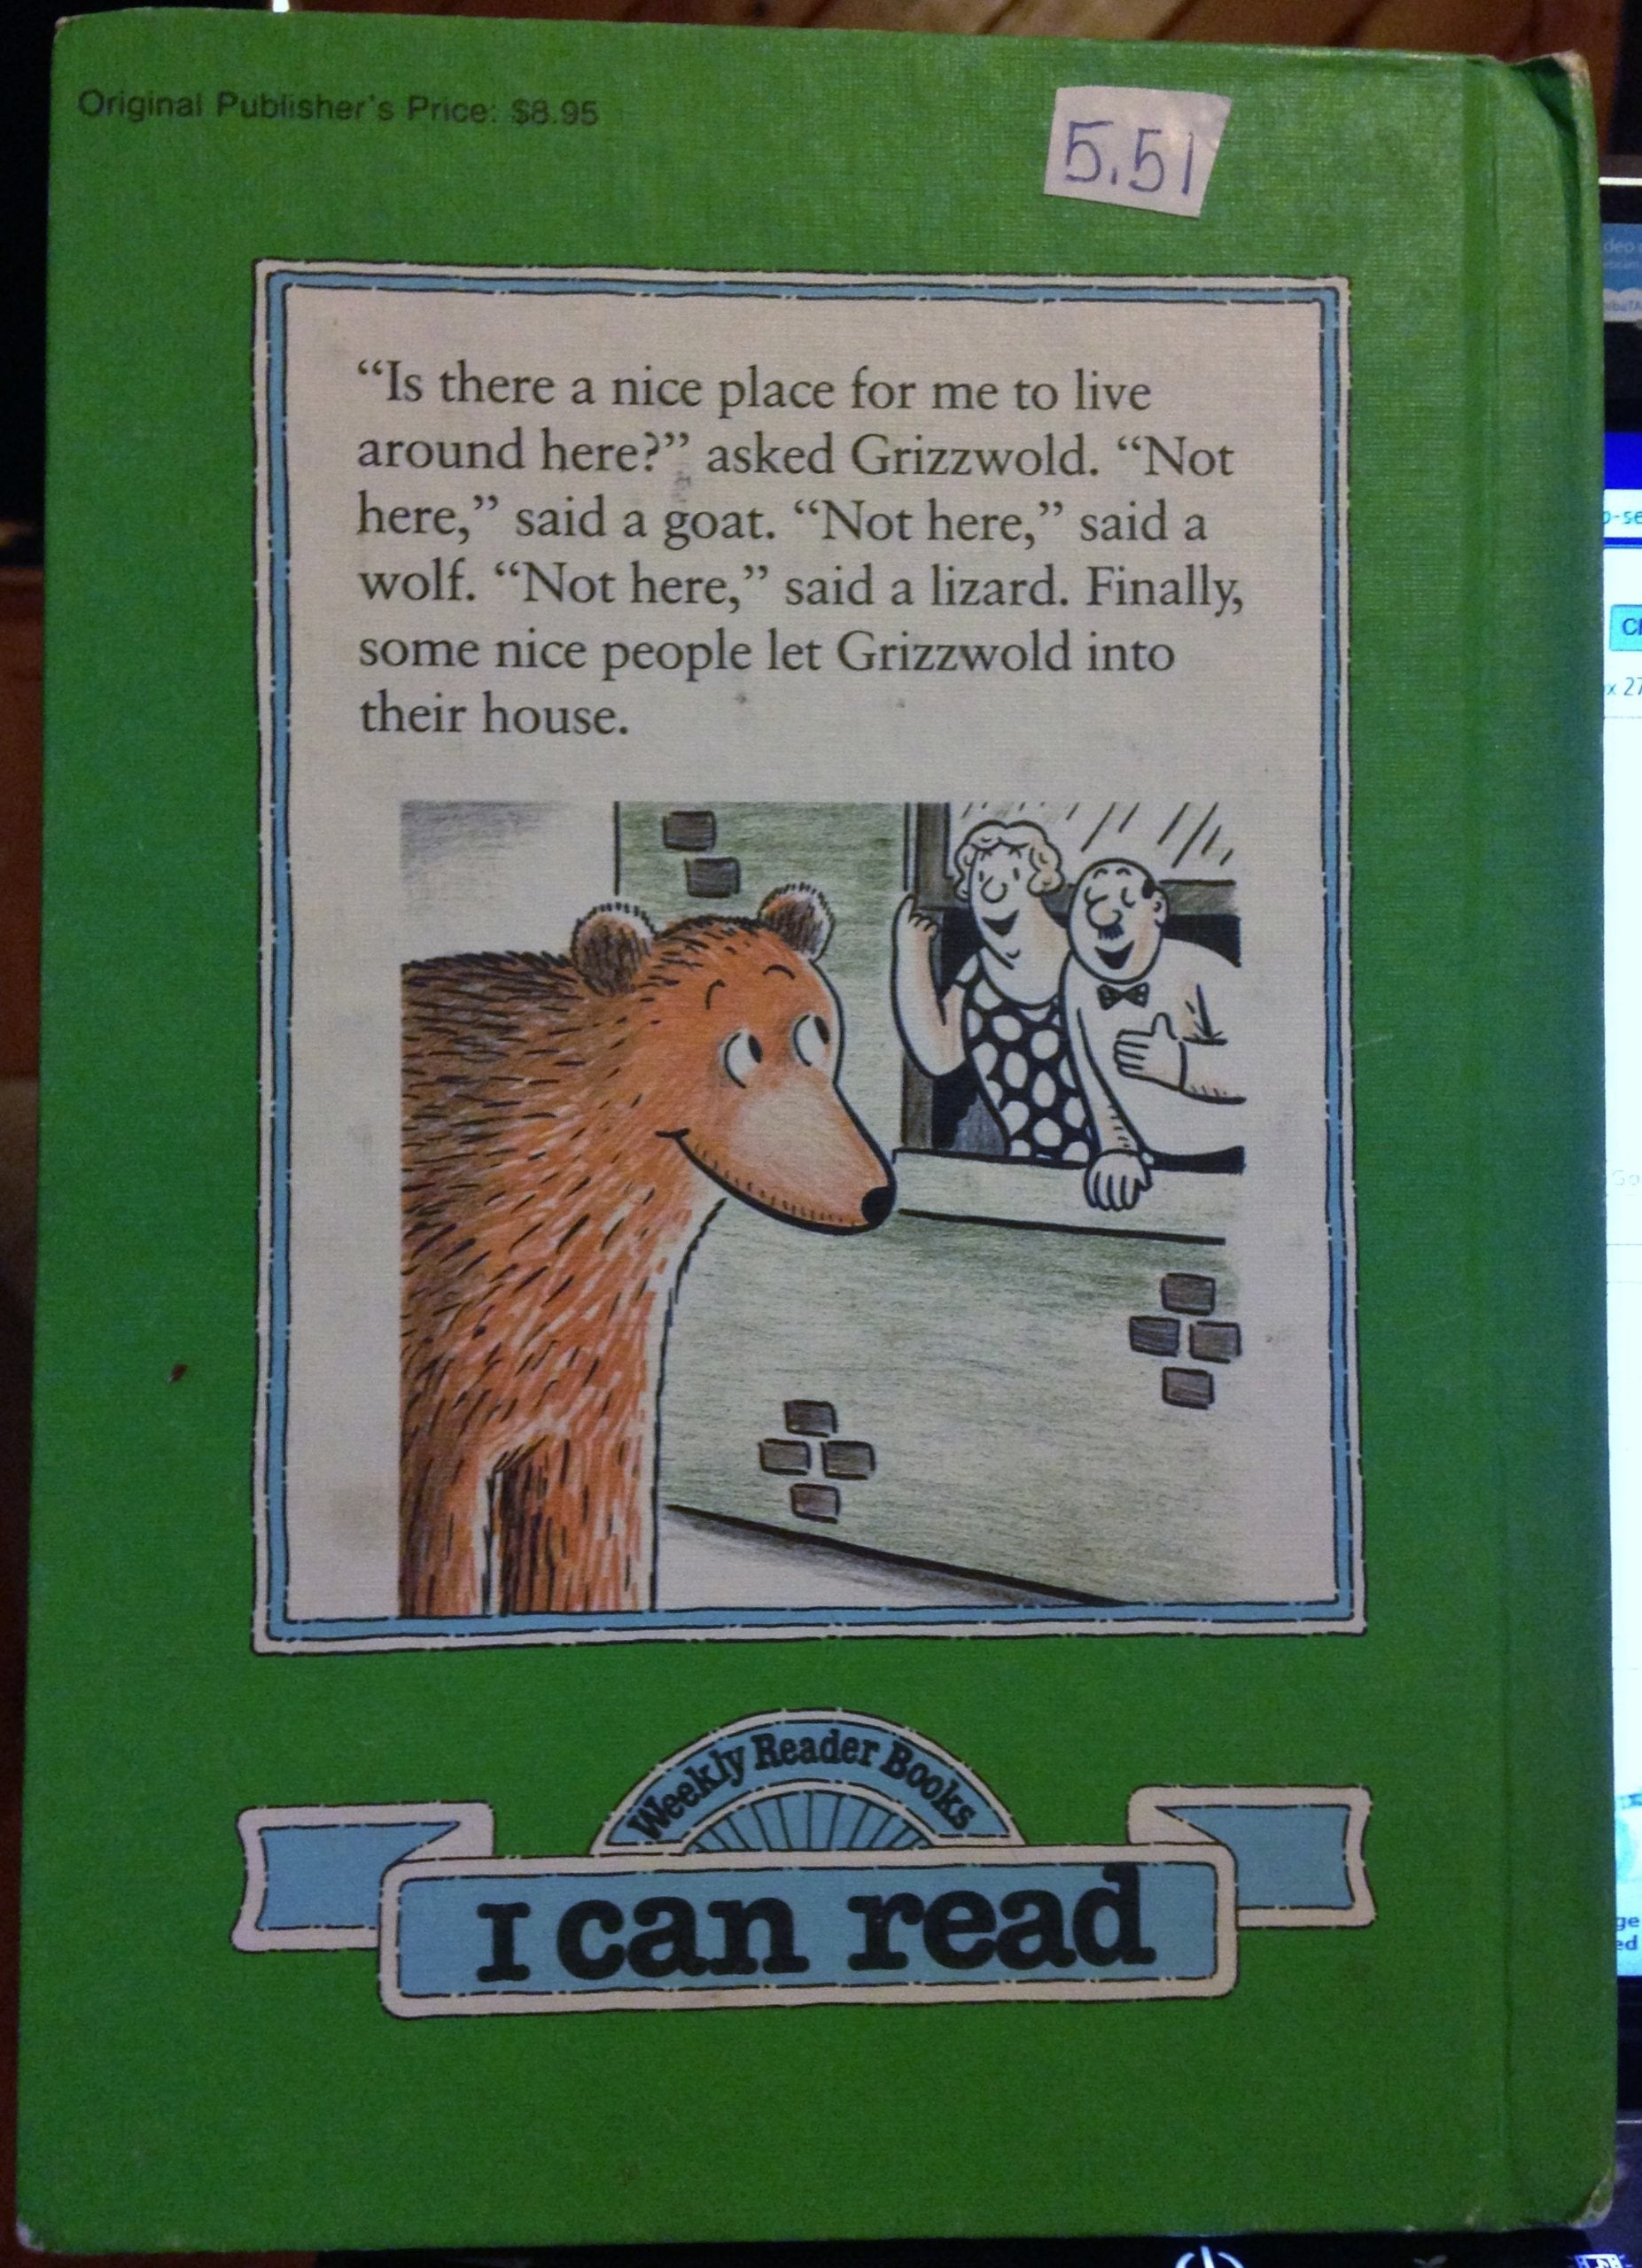 Original Publisher's Price: $8.95
5.51
“Is there a nice place for me to live
around here?” asked Grizzwold. “Not
here,” said a goat. “Not here,” said a
wolf. “Not here,” said a lizard. Finally,
some nice people let Grizzwold into
their house.
Weekly Reader Books
I can read